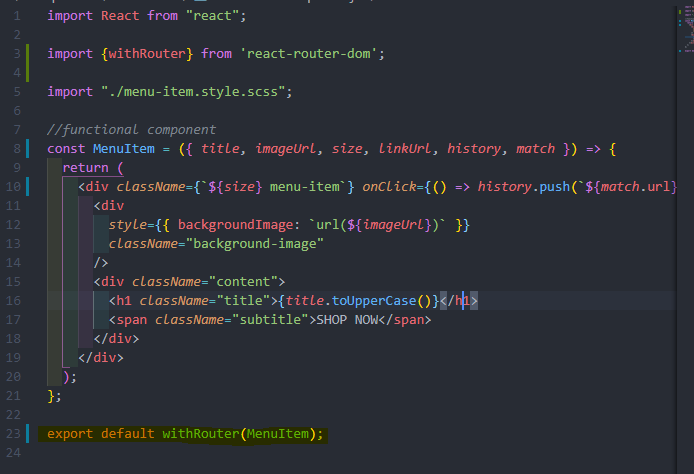 1 import React from "react";
2
3 import {withRouter} from 'react-router-dom';
4
5 import "./menu-item.style.scss";
6
7 //functional component
8 const MenuItem = ({ title, imageUrl, size, linkUrl, history, match }) => {
9 return (
10 <div className={`${size} menu-item`} onClick={() => history.push(`${match.url}
11 <div
12 style={{ backgroundImage: `url(${imageUrl})` }}
13 className="background-image"
14 />
15 <div className="content">
16 <h1 className="title">{title.toUpperCase()}</h1>
17 <span className="subtitle">SHOP NOW</span>
18 </div>
19 </div>
20 );
21 };
22
23 export default withRouter(MenuItem);
24